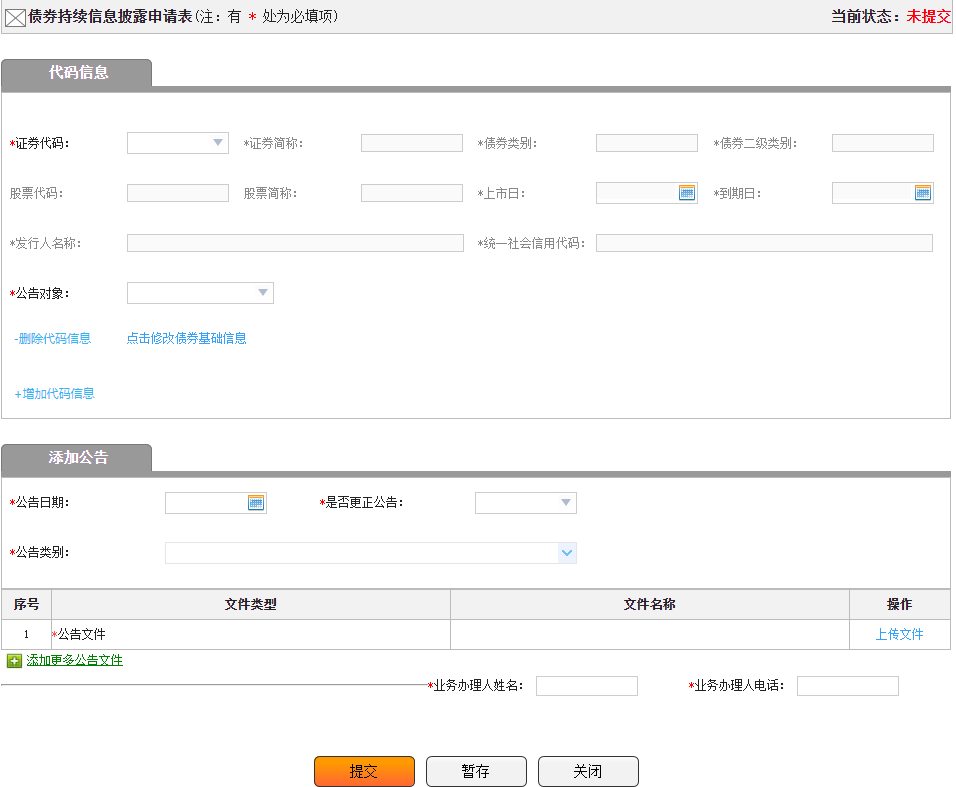 债券持续信息披露申请表(注：有 * 处为必填项) 当前状态：未提交
代码信息
*证券代码： *证券简称： *债券类别： *债券二级类别：
股票代码： 股票简称： *上市日： *到期日：
*发行人名称： *统一社会信用代码：
*公告对象：
-删除代码信息 点击修改债券基础信息
+增加代码信息
添加公告
*公告日期： *是否更正公告：
*公告类别：
序号 文件类型 文件名称 操作
1 *公告文件 上传文件
添加更多公告文件
*业务办理人姓名： *业务办理人电话：
提交 暂存 关闭